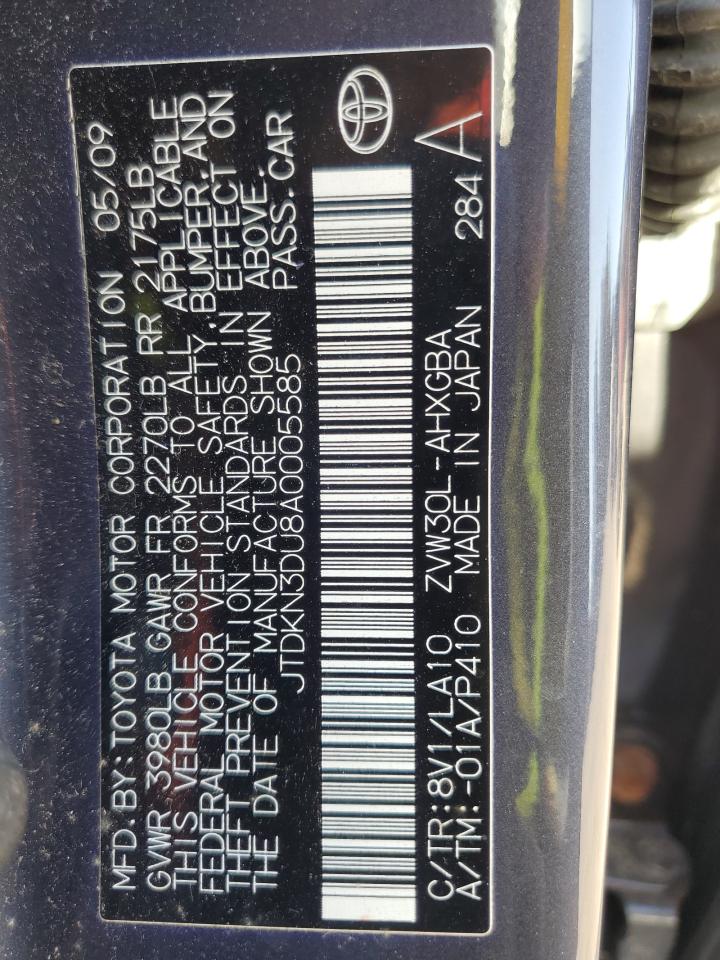 MFD.BY:TOYOTA MOTOR CORPORATION 05/09
GVWR 3980LB GAWR FR 2270LB RR 2175LB
THIS VEHICLE CONFORMS TO ALL APPLICABLE
FEDERAL MOTOR VEHICLE SAFETY,BUMPER,AND
THEFT PREVENTION STANDARDS IN EFFECT ON
THE DATE OF MANUFACTURE SHOWN ABOVE.
JTDKN3DU8A0005585 PASS.CAR
C/TR:8V1/LA10 ZVW30L-AHXGBA
A/TM:-01A/P410 MADE IN JAPAN 284 A